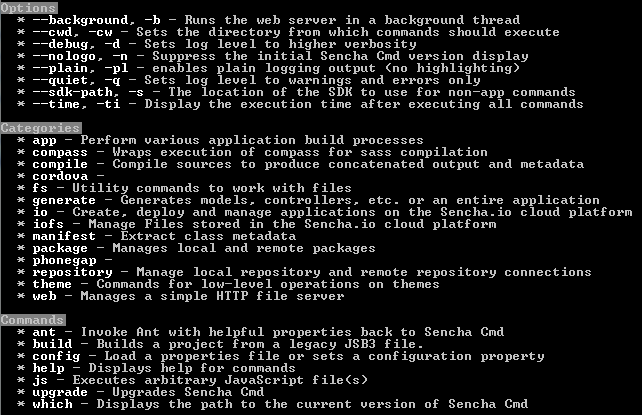 Options
* --background, -b - Runs the web server in a background thread
* --cwd, -cw - Sets the directory from which commands should execute
* --debug, -d - Sets log level to higher verbosity
* --nologo, -n - Suppress the initial Sencha Cmd version display
* --plain, -pl - enables plain logging output (no highlighting)
* --quiet, -q - Sets log level to warnings and errors only
* --sdk-path, -s - The location of the SDK to use for non-app commands
* --time, -ti - Display the execution time after executing all commands
Categories
* app - Perform various application build processes
* compass - Wraps execution of compass for sass compilation
* compile - Compile sources to produce concatenated output and metadata
* cordova -
* fs - Utility commands to work with files
* generate - Generates models, controllers, etc. or an entire application
* io - Create, deploy and manage applications on the Sencha.io cloud platform
* iofs - Manage Files stored in the Sencha.io cloud platform
* manifest - Extract class metadata
* package - Manages local and remote packages
* phonegap -
* repository - Manage local repository and remote repository connections
* theme - Commands for low-level operations on themes
* web - Manages a simple HTTP file server
Commands
* ant - Invoke Ant with helpful properties back to Sencha Cmd
* build - Builds a project from a legacy JSB3 file.
* config - Load a properties file or sets a configuration property
* help - Displays help for commands
* js - Executes arbitrary JavaScript file(s)
* upgrade - Upgrades Sencha Cmd
* which - Displays the path to the current version of Sencha Cmd